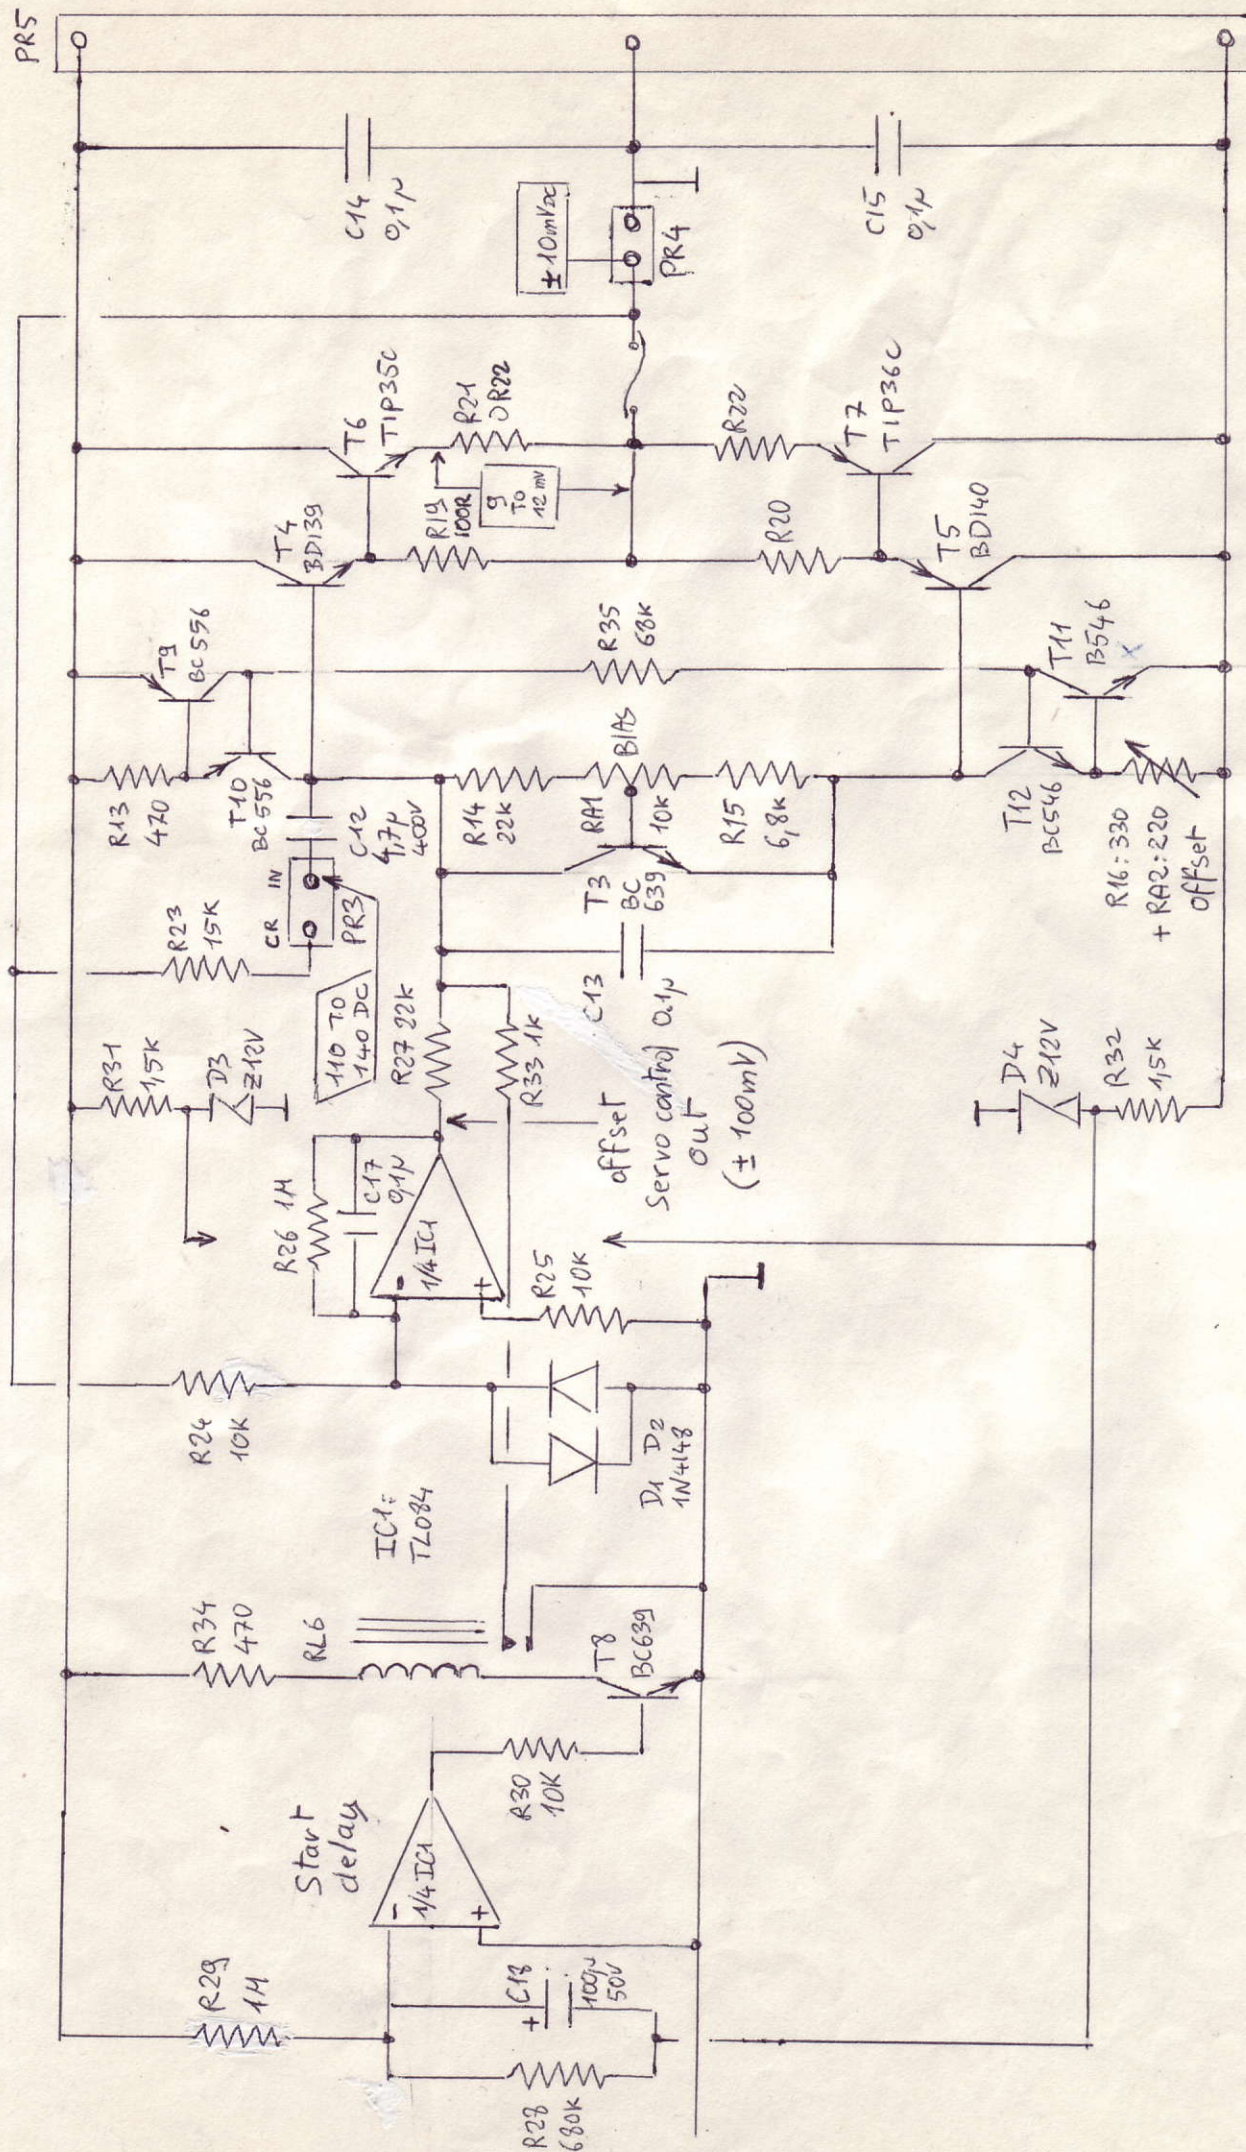 PR5
C14
0,1µ
C15
0,1µ
± 10mVDC
PR4
T6
TIP35C
R21
0R22
R22
T7
TIP36C
T4
BD139
R19
100R
9
To
12 mV
R20
T5
BD140
T9
BC556
R35
68K
T11
B546
x
R13
470
T10
BC556
C12
4,7µ
400V
R14
22K
BIAS
RA1
10K
R15
6,8K
T12
BC546
R16:330
+ RA2:220
offset
T3
BC
639
R23
15K
CR
IN
PR3
110 TO
140 DC
R27 22K
R33 1K
C13
0.1µ
offset
Servo control
out
(± 100mV)
R31
1,5K
D3
Z12V
D4
Z12V
R32
1,5K
R26 1M
C17
0,1µ
-
1/4 IC1
+
R25
10K
R24
10K
D1 D2
1N4148
IC1:
TL084
R34
470
RL6
T8
BC639
R30
10K
Start
delay
-
1/4 IC1
+
R29
1M
C18
+
100µ
50V
R28
680K